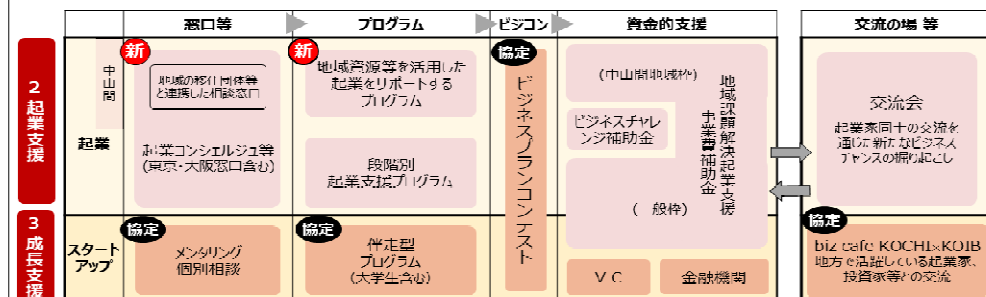 窓口等
プログラム
ビジコン
資金的支援
交流の場 等
2 起業支援
中山間
起業
新
地域の移住団体等
と連携した相談窓口
起業コンシェルジュ等
(東京・大阪窓口含む)
新
地域資源等を活用した
起業をサポートする
プログラム
段階別
起業支援プログラム
協定
ビジネスプランコンテスト
(中山間地域枠)
ビジネスチャレ
ンジ補助金
地域課題解決起業支援
事業費補助金
(一般枠)
交流会
起業家同士の交流を
通じた新たなビジネス
チャンスの掘り起こし
3 成長支援
スタート
アップ
協定
メンタリング
個別相談
協定
伴走型
プログラム
(大学生含む)
VC
金融機関
協定
biz cafe KOCHI×KOIB
地方で活躍している起業家、
投資家等との交流